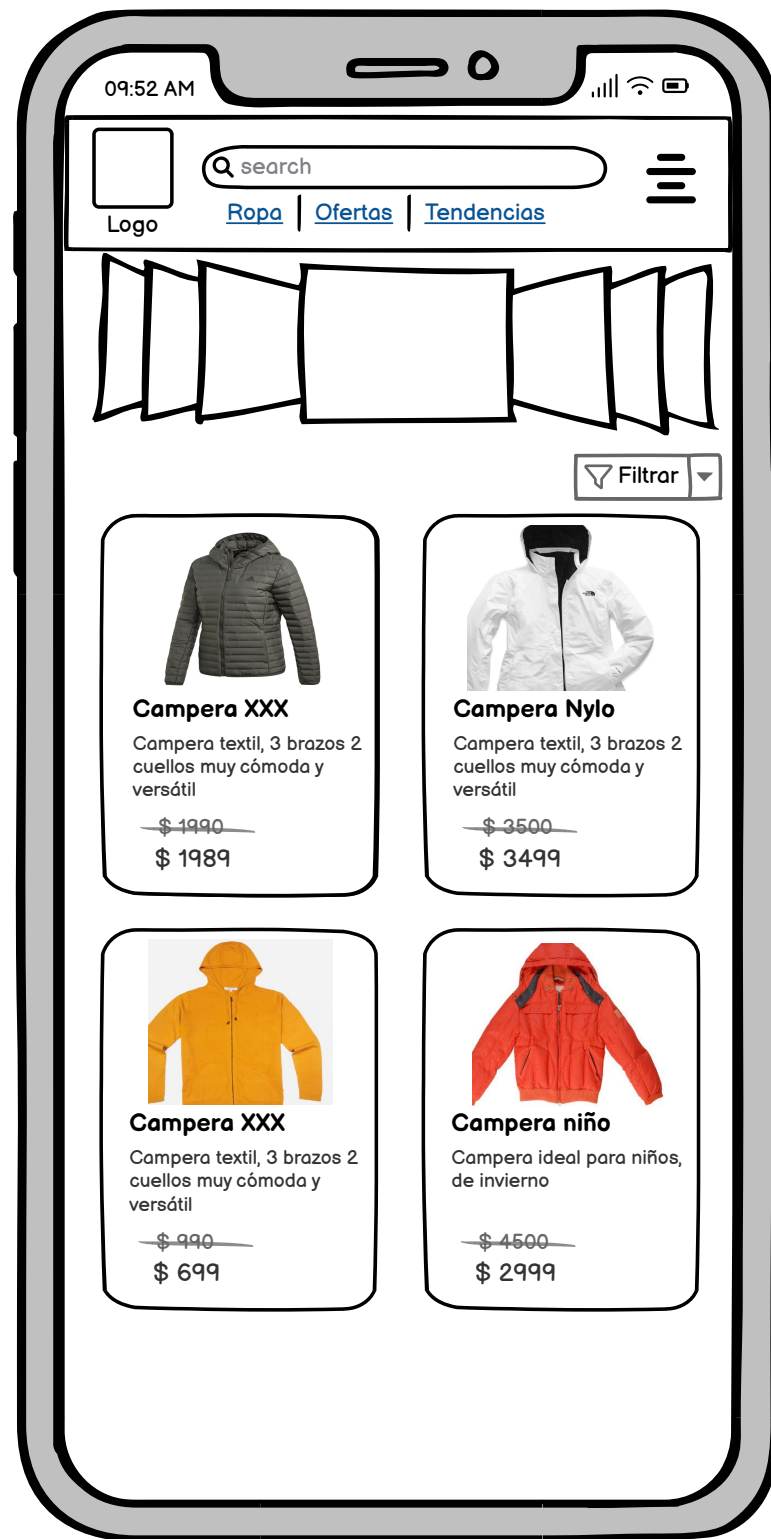 09:52 AM
search
Logo
Ropa Ofertas Tendencias
Filtrar
Campera XXX
Campera textil, 3 brazos 2
cuellos muy cómoda y
versátil
$ 1990
$ 1989
Campera Nylo
Campera textil, 3 brazos 2
cuellos muy cómoda y
versátil
$ 3500
$ 3499
Campera XXX
Campera textil, 3 brazos 2
cuellos muy cómoda y
versátil
$ 990
$ 699
Campera niño
Campera ideal para niños,
de invierno
$ 4500
$ 2999